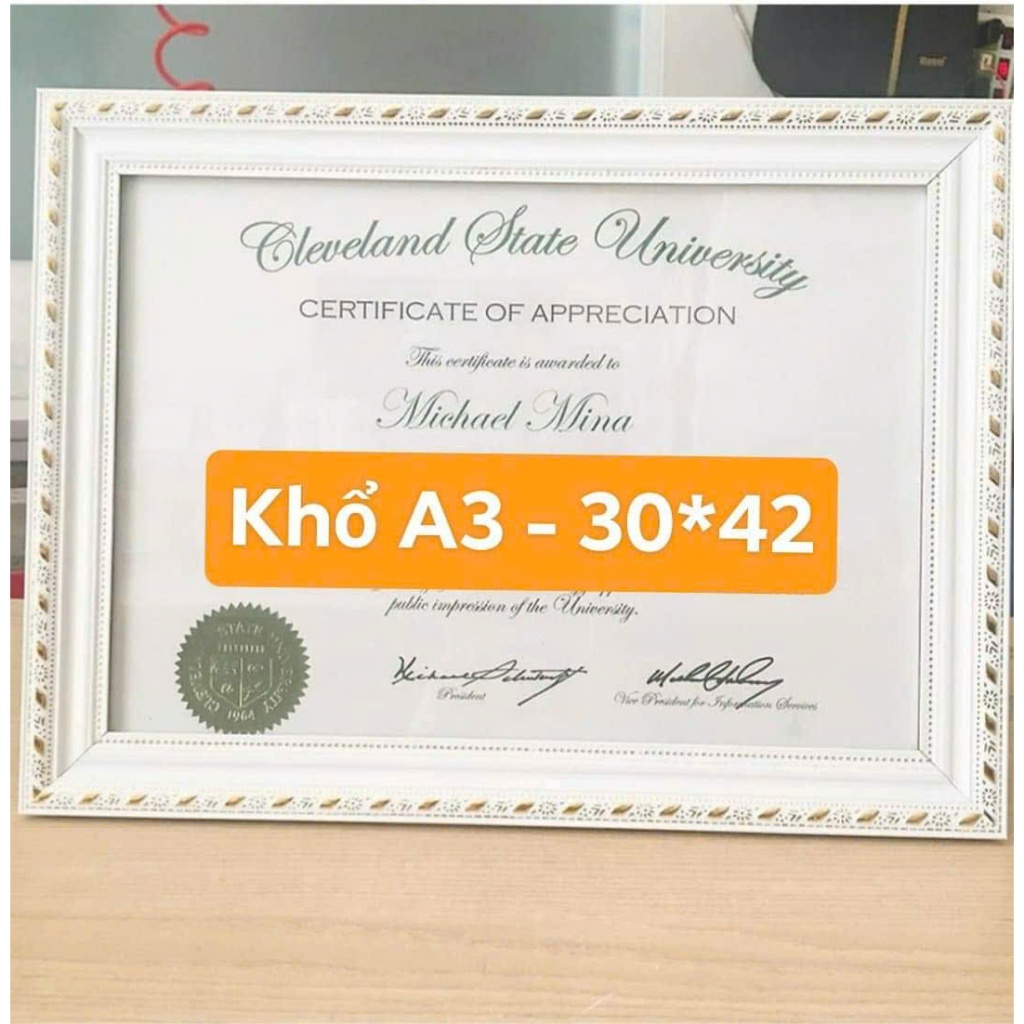 Cleveland State University
CERTIFICATE OF APPRECIATION
This certificate is awarded to
Michael Mina
Khổ A3 - 30*42
public impression of the University.
President
Vice President for Information Services
1964